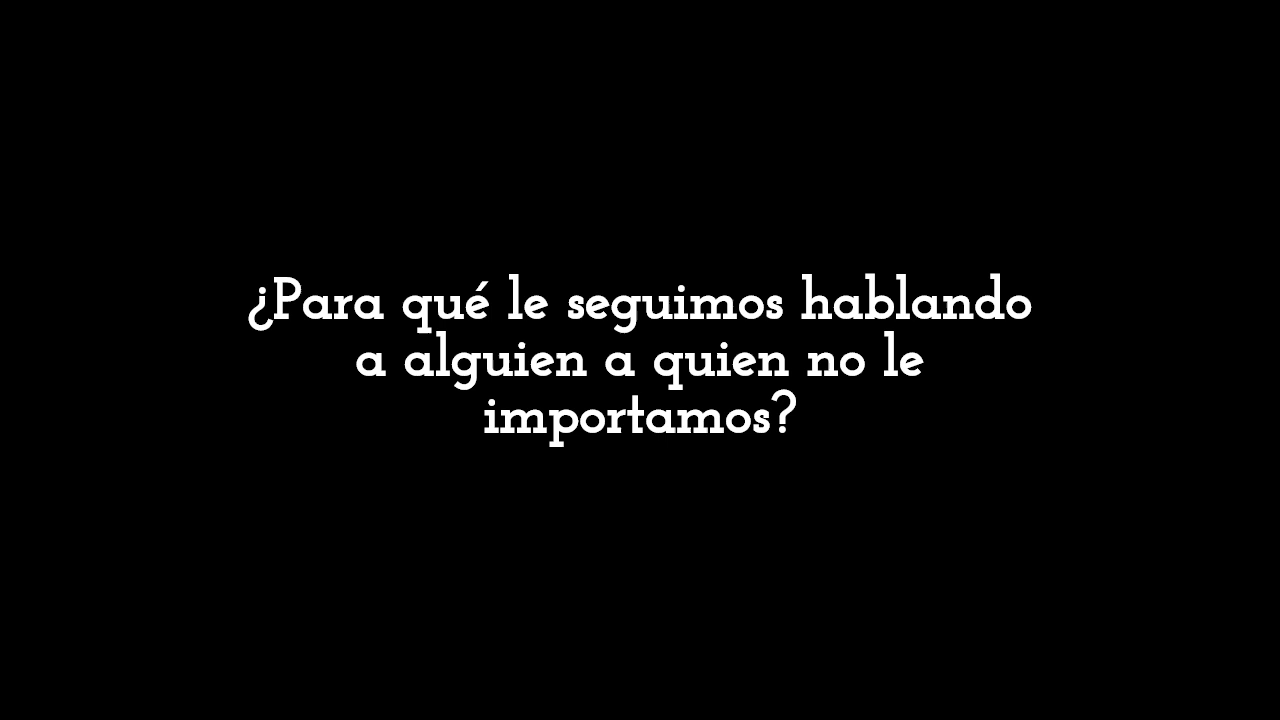 ¿Para qué le seguimos hablando
a alguien a quien no le
importamos?